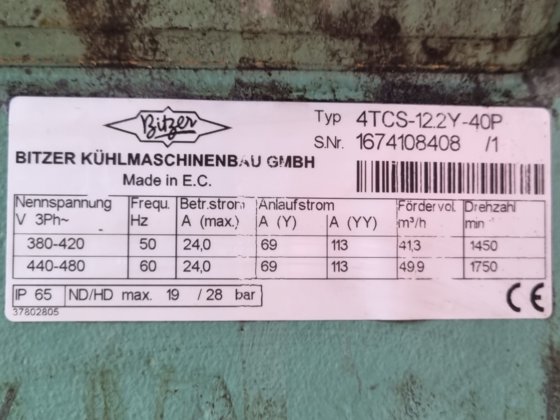 Bitzer
Typ 4TCS-12.2Y-40P
S.Nr. 1674108408 /1
BITZER KÜHLMASCHINENBAU GMBH
Made in E.C.
Nennspannung Frequ. Betr.strom Anlaufstrom Fördervol. Drehzahl
V 3Ph~ Hz A (max.) A (Y) A (YY) m³/h min⁻¹
380-420 50 24,0 69 113 41,3 1450
440-480 60 24,0 69 113 49,9 1750
IP 65 ND/HD max. 19 / 28 bar
CE
37802805